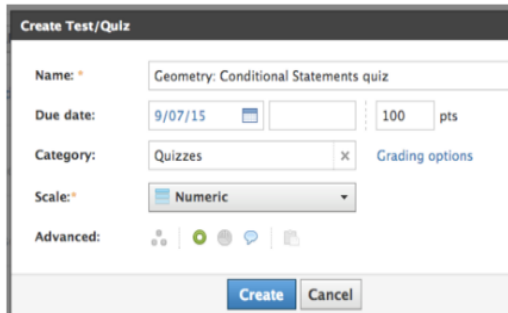 Create Test/Quiz
Name: * Geometry: Conditional Statements quiz
Due date: 9/07/15 100 pts
Category: Quizzes × Grading options
Scale:* Numeric
Advanced:
Create Cancel